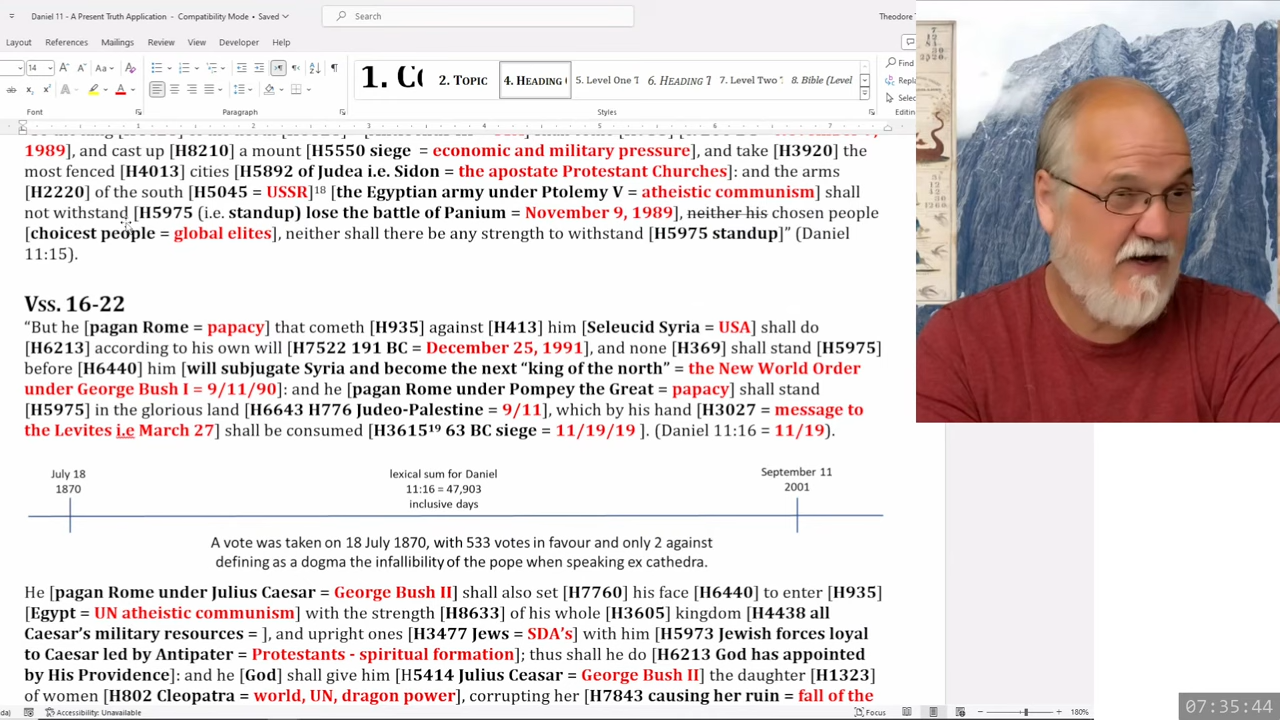 Daniel 11 - A Present Truth Application - Compatibility Mode • Saved
Search
Theodore
Layout References Mailings Review View Developer Help
14 Aa
1. Co 2. TOPIC 4. HEADING 5. Level One T 6. HEADING T 7. Level Two 8. Bible (Level
Find
Repla
Selec
Font Paragraph Styles Editin
1989], and cast up [H8210] a mount [H5550 siege = economic and military pressure], and take [H3920] the
most fenced [H4013] cities [H5892 of Judea i.e. Sidon = the apostate Protestant Churches]: and the arms
[H2220] of the south [H5045 = USSR]18 [the Egyptian army under Ptolemy V = atheistic communism] shall
not withstand [H5975 (i.e. standup) lose the battle of Panium = November 9, 1989], neither his chosen people
[choicest people = global elites], neither shall there be any strength to withstand [H5975 standup]” (Daniel
11:15).
Vss. 16-22
“But he [pagan Rome = papacy] that cometh [H935] against [H413] him [Seleucid Syria = USA] shall do
[H6213] according to his own will [H7522 191 BC = December 25, 1991], and none [H369] shall stand [H5975]
before [H6440] him [will subjugate Syria and become the next “king of the north” = the New World Order
under George Bush I = 9/11/90]: and he [pagan Rome under Pompey the Great = papacy] shall stand
[H5975] in the glorious land [H6643 H776 Judeo-Palestine = 9/11], which by his hand [H3027 = message to
the Levites i.e March 27] shall be consumed [H361519 63 BC siege = 11/19/19 ]. (Daniel 11:16 = 11/19).
July 18
1870
lexical sum for Daniel
11:16 = 47,903
inclusive days
September 11
2001
A vote was taken on 18 July 1870, with 533 votes in favour and only 2 against
defining as a dogma the infallibility of the pope when speaking ex cathedra.
He [pagan Rome under Julius Caesar = George Bush II] shall also set [H7760] his face [H6440] to enter [H935]
[Egypt = UN atheistic communism] with the strength [H8633] of his whole [H3605] kingdom [H4438 all
Caesar’s military resources = ], and upright ones [H3477 Jews = SDA’s] with him [H5973 Jewish forces loyal
to Caesar led by Antipater = Protestants - spiritual formation]; thus shall he do [H6213 God has appointed
by His Providence]: and he [God] shall give him [H5414 Julius Ceasar = George Bush II] the daughter [H1323]
of women [H802 Cleopatra = world, UN, dragon power], corrupting her [H7843 causing her ruin = fall of the
Accessibility: Unavailable
Focus
180%
07:35:44